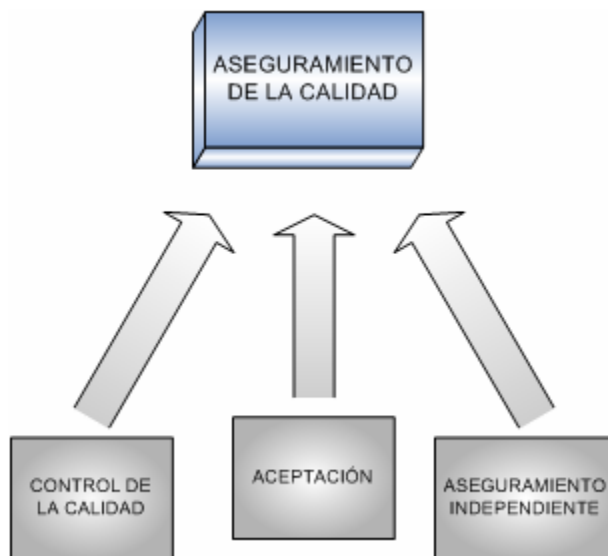 ASEGURAMIENTO
DE LA CALIDAD
CONTROL DE
LA CALIDAD
ACEPTACIÓN
ASEGURAMIENTO
INDEPENDIENTE